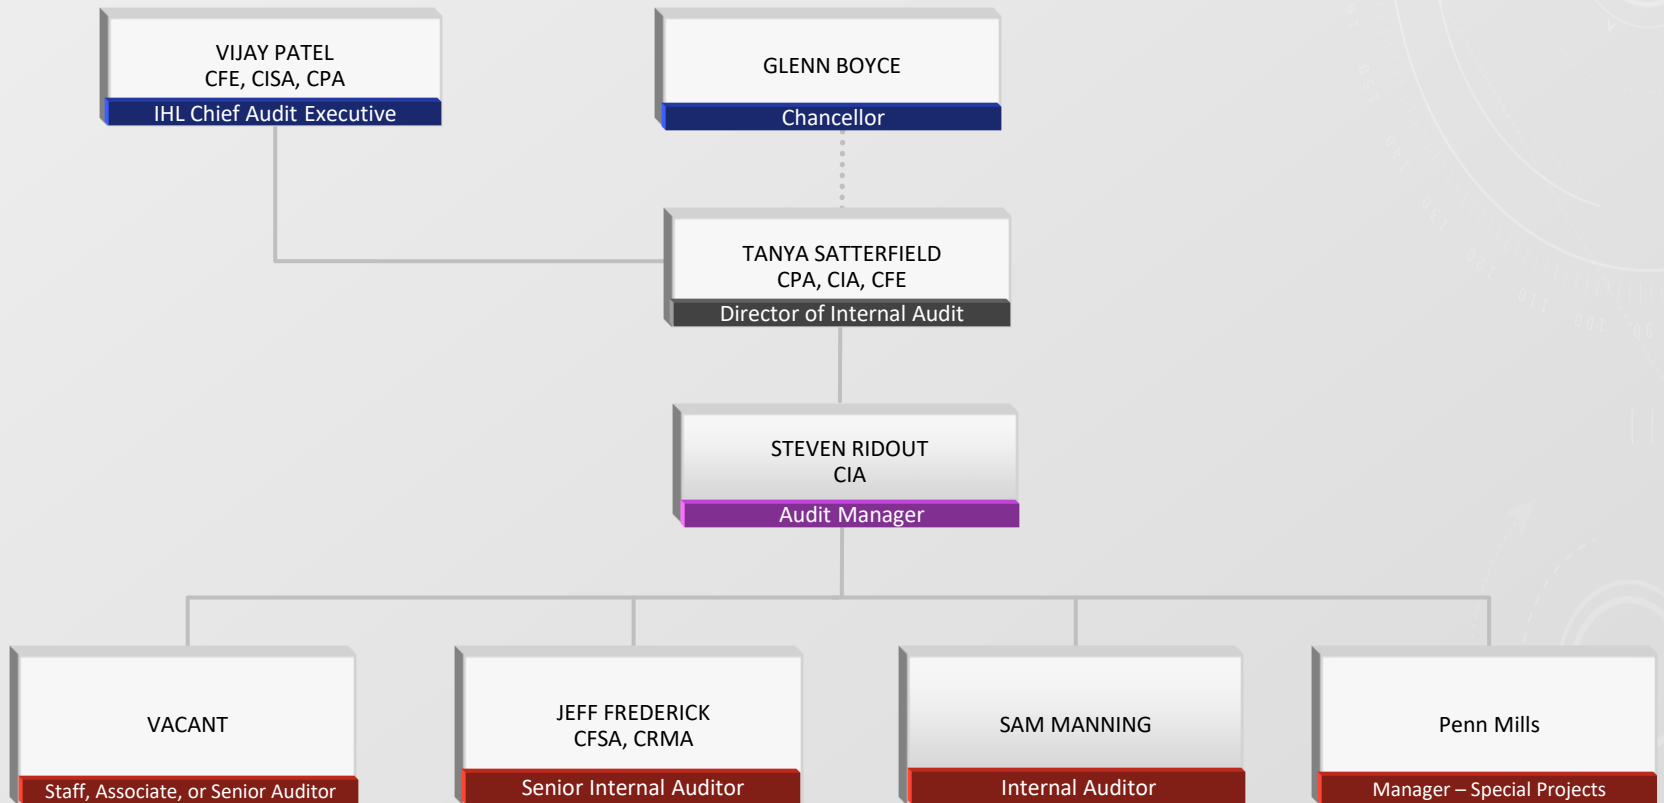 VIJAY PATEL
CFE, CISA, CPA
IHL Chief Audit Executive
GLENN BOYCE
Chancellor
TANYA SATTERFIELD
CPA, CIA, CFE
Director of Internal Audit
STEVEN RIDOUT
CIA
Audit Manager
VACANT
Staff, Associate, or Senior Auditor
JEFF FREDERICK
CFSA, CRMA
Senior Internal Auditor
SAM MANNING
Internal Auditor
Penn Mills
Manager – Special Projects